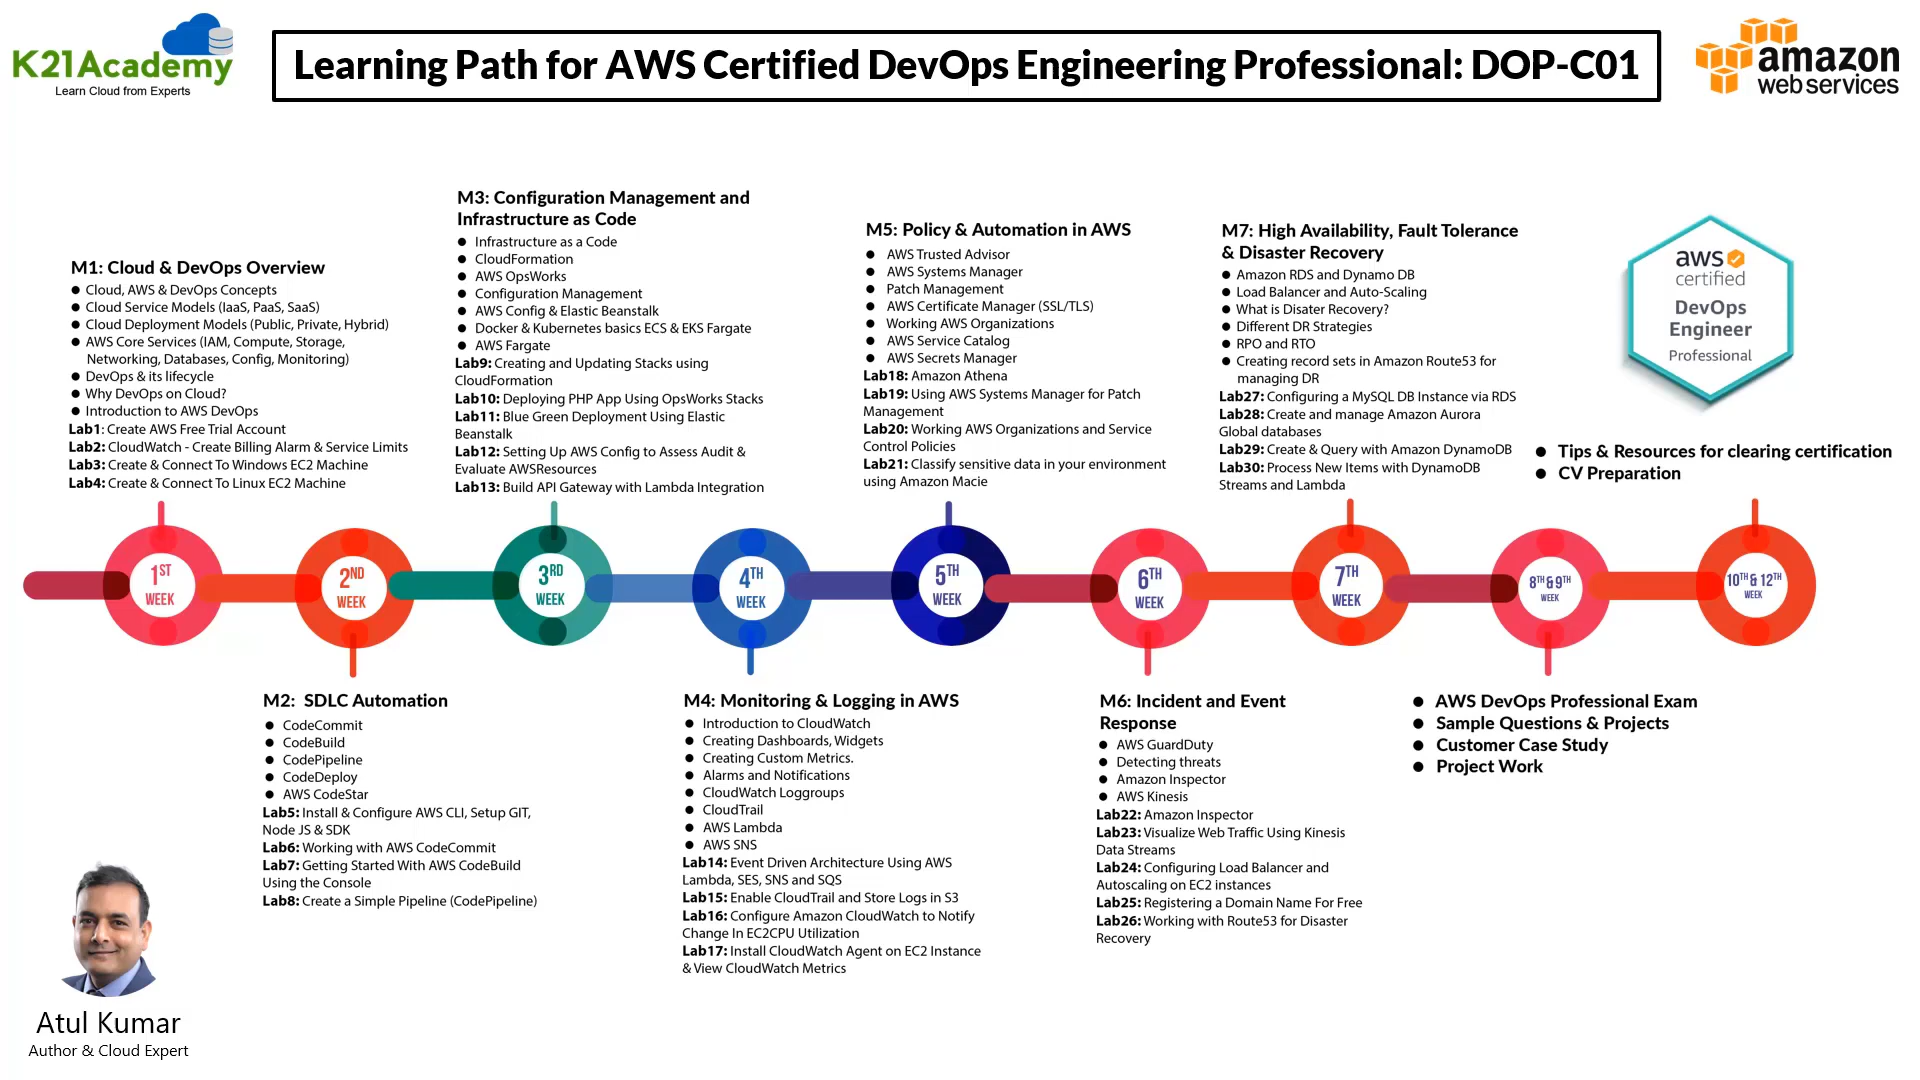 K21Academy
Learn Cloud from Experts
Learning Path for AWS Certified DevOps Engineering Professional: DOP-C01
amazon
web services
M1: Cloud & DevOps Overview
● Cloud, AWS & DevOps Concepts
● Cloud Service Models (IaaS, PaaS, SaaS)
● Cloud Deployment Models (Public, Private, Hybrid)
● AWS Core Services (IAM, Compute, Storage,
Networking, Databases, Config, Monitoring)
● DevOps & its lifecycle
● Why DevOps on Cloud?
● Introduction to AWS DevOps
Lab1: Create AWS Free Trial Account
Lab2: CloudWatch - Create Billing Alarm & Service Limits
Lab3: Create & Connect To Windows EC2 Machine
Lab4: Create & Connect To Linux EC2 Machine
M3: Configuration Management and
Infrastructure as Code
● Infrastructure as a Code
● CloudFormation
● AWS OpsWorks
● Configuration Management
● AWS Config & Elastic Beanstalk
● Docker & Kubernetes basics ECS & EKS Fargate
● AWS Fargate
Lab9: Creating and Updating Stacks using
CloudFormation
Lab10: Deploying PHP App Using OpsWorks Stacks
Lab11: Blue Green Deployment Using Elastic
Beanstalk
Lab12: Setting Up AWS Config to Assess Audit &
Evaluate AWSResources
Lab13: Build API Gateway with Lambda Integration
M5: Policy & Automation in AWS
● AWS Trusted Advisor
● AWS Systems Manager
● Patch Management
● AWS Certificate Manager (SSL/TLS)
● Working AWS Organizations
● AWS Service Catalog
● AWS Secrets Manager
Lab18: Amazon Athena
Lab19: Using AWS Systems Manager for Patch
Management
Lab20: Working AWS Organizations and Service
Control Policies
Lab21: Classify sensitive data in your environment
using Amazon Macie
M7: High Availability, Fault Tolerance
& Disaster Recovery
● Amazon RDS and Dynamo DB
● Load Balancer and Auto-Scaling
● What is Disater Recovery?
● Different DR Strategies
● RPO and RTO
● Creating record sets in Amazon Route53 for
managing DR
Lab27: Configuring a MySQL DB Instance via RDS
Lab28: Create and manage Amazon Aurora
Global databases
Lab29: Create & Query with Amazon DynamoDB
Lab30: Process New Items with DynamoDB
Streams and Lambda
aws
certified
DevOps
Engineer
Professional
● Tips & Resources for clearing certification
● CV Preparation
1ST
WEEK
2ND
WEEK
3RD
WEEK
4TH
WEEK
5TH
WEEK
6TH
WEEK
7TH
WEEK
8TH & 9TH
WEEK
10TH & 12TH
WEEK
M2: SDLC Automation
● CodeCommit
● CodeBuild
● CodePipeline
● CodeDeploy
● AWS CodeStar
Lab5: Install & Configure AWS CLI, Setup GIT,
Node JS & SDK
Lab6: Working with AWS CodeCommit
Lab7: Getting Started With AWS CodeBuild
Using the Console
Lab8: Create a Simple Pipeline (CodePipeline)
M4: Monitoring & Logging in AWS
● Introduction to CloudWatch
● Creating Dashboards, Widgets
● Creating Custom Metrics.
● Alarms and Notifications
● CloudWatch Loggroups
● CloudTrail
● AWS Lambda
● AWS SNS
Lab14: Event Driven Architecture Using AWS
Lambda, SES, SNS and SQS
Lab15: Enable CloudTrail and Store Logs in S3
Lab16: Configure Amazon CloudWatch to Notify
Change In EC2CPU Utilization
Lab17: Install CloudWatch Agent on EC2 Instance
& View CloudWatch Metrics
M6: Incident and Event
Response
● AWS GuardDuty
● Detecting threats
● Amazon Inspector
● AWS Kinesis
Lab22: Amazon Inspector
Lab23: Visualize Web Traffic Using Kinesis
Data Streams
Lab24: Configuring Load Balancer and
Autoscaling on EC2 instances
Lab25: Registering a Domain Name For Free
Lab26: Working with Route53 for Disaster
Recovery
● AWS DevOps Professional Exam
● Sample Questions & Projects
● Customer Case Study
● Project Work
Atul Kumar
Author & Cloud Expert